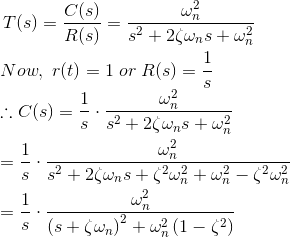 T(s) = \frac{C(s)}{R(s)} = \frac{\omega_n^2}{s^2 + 2\zeta\omega_n s + \omega_n^2}
Now, r(t) = 1 or R(s) = \frac{1}{s}
\therefore C(s) = \frac{1}{s} \cdot \frac{\omega_n^2}{s^2 + 2\zeta\omega_n s + \omega_n^2}
= \frac{1}{s} \cdot \frac{\omega_n^2}{s^2 + 2\zeta\omega_n s + \zeta^2\omega_n^2 + \omega_n^2 - \zeta^2\omega_n^2}
= \frac{1}{s} \cdot \frac{\omega_n^2}{(s + \zeta\omega_n)^2 + \omega_n^2 (1 - \zeta^2)}